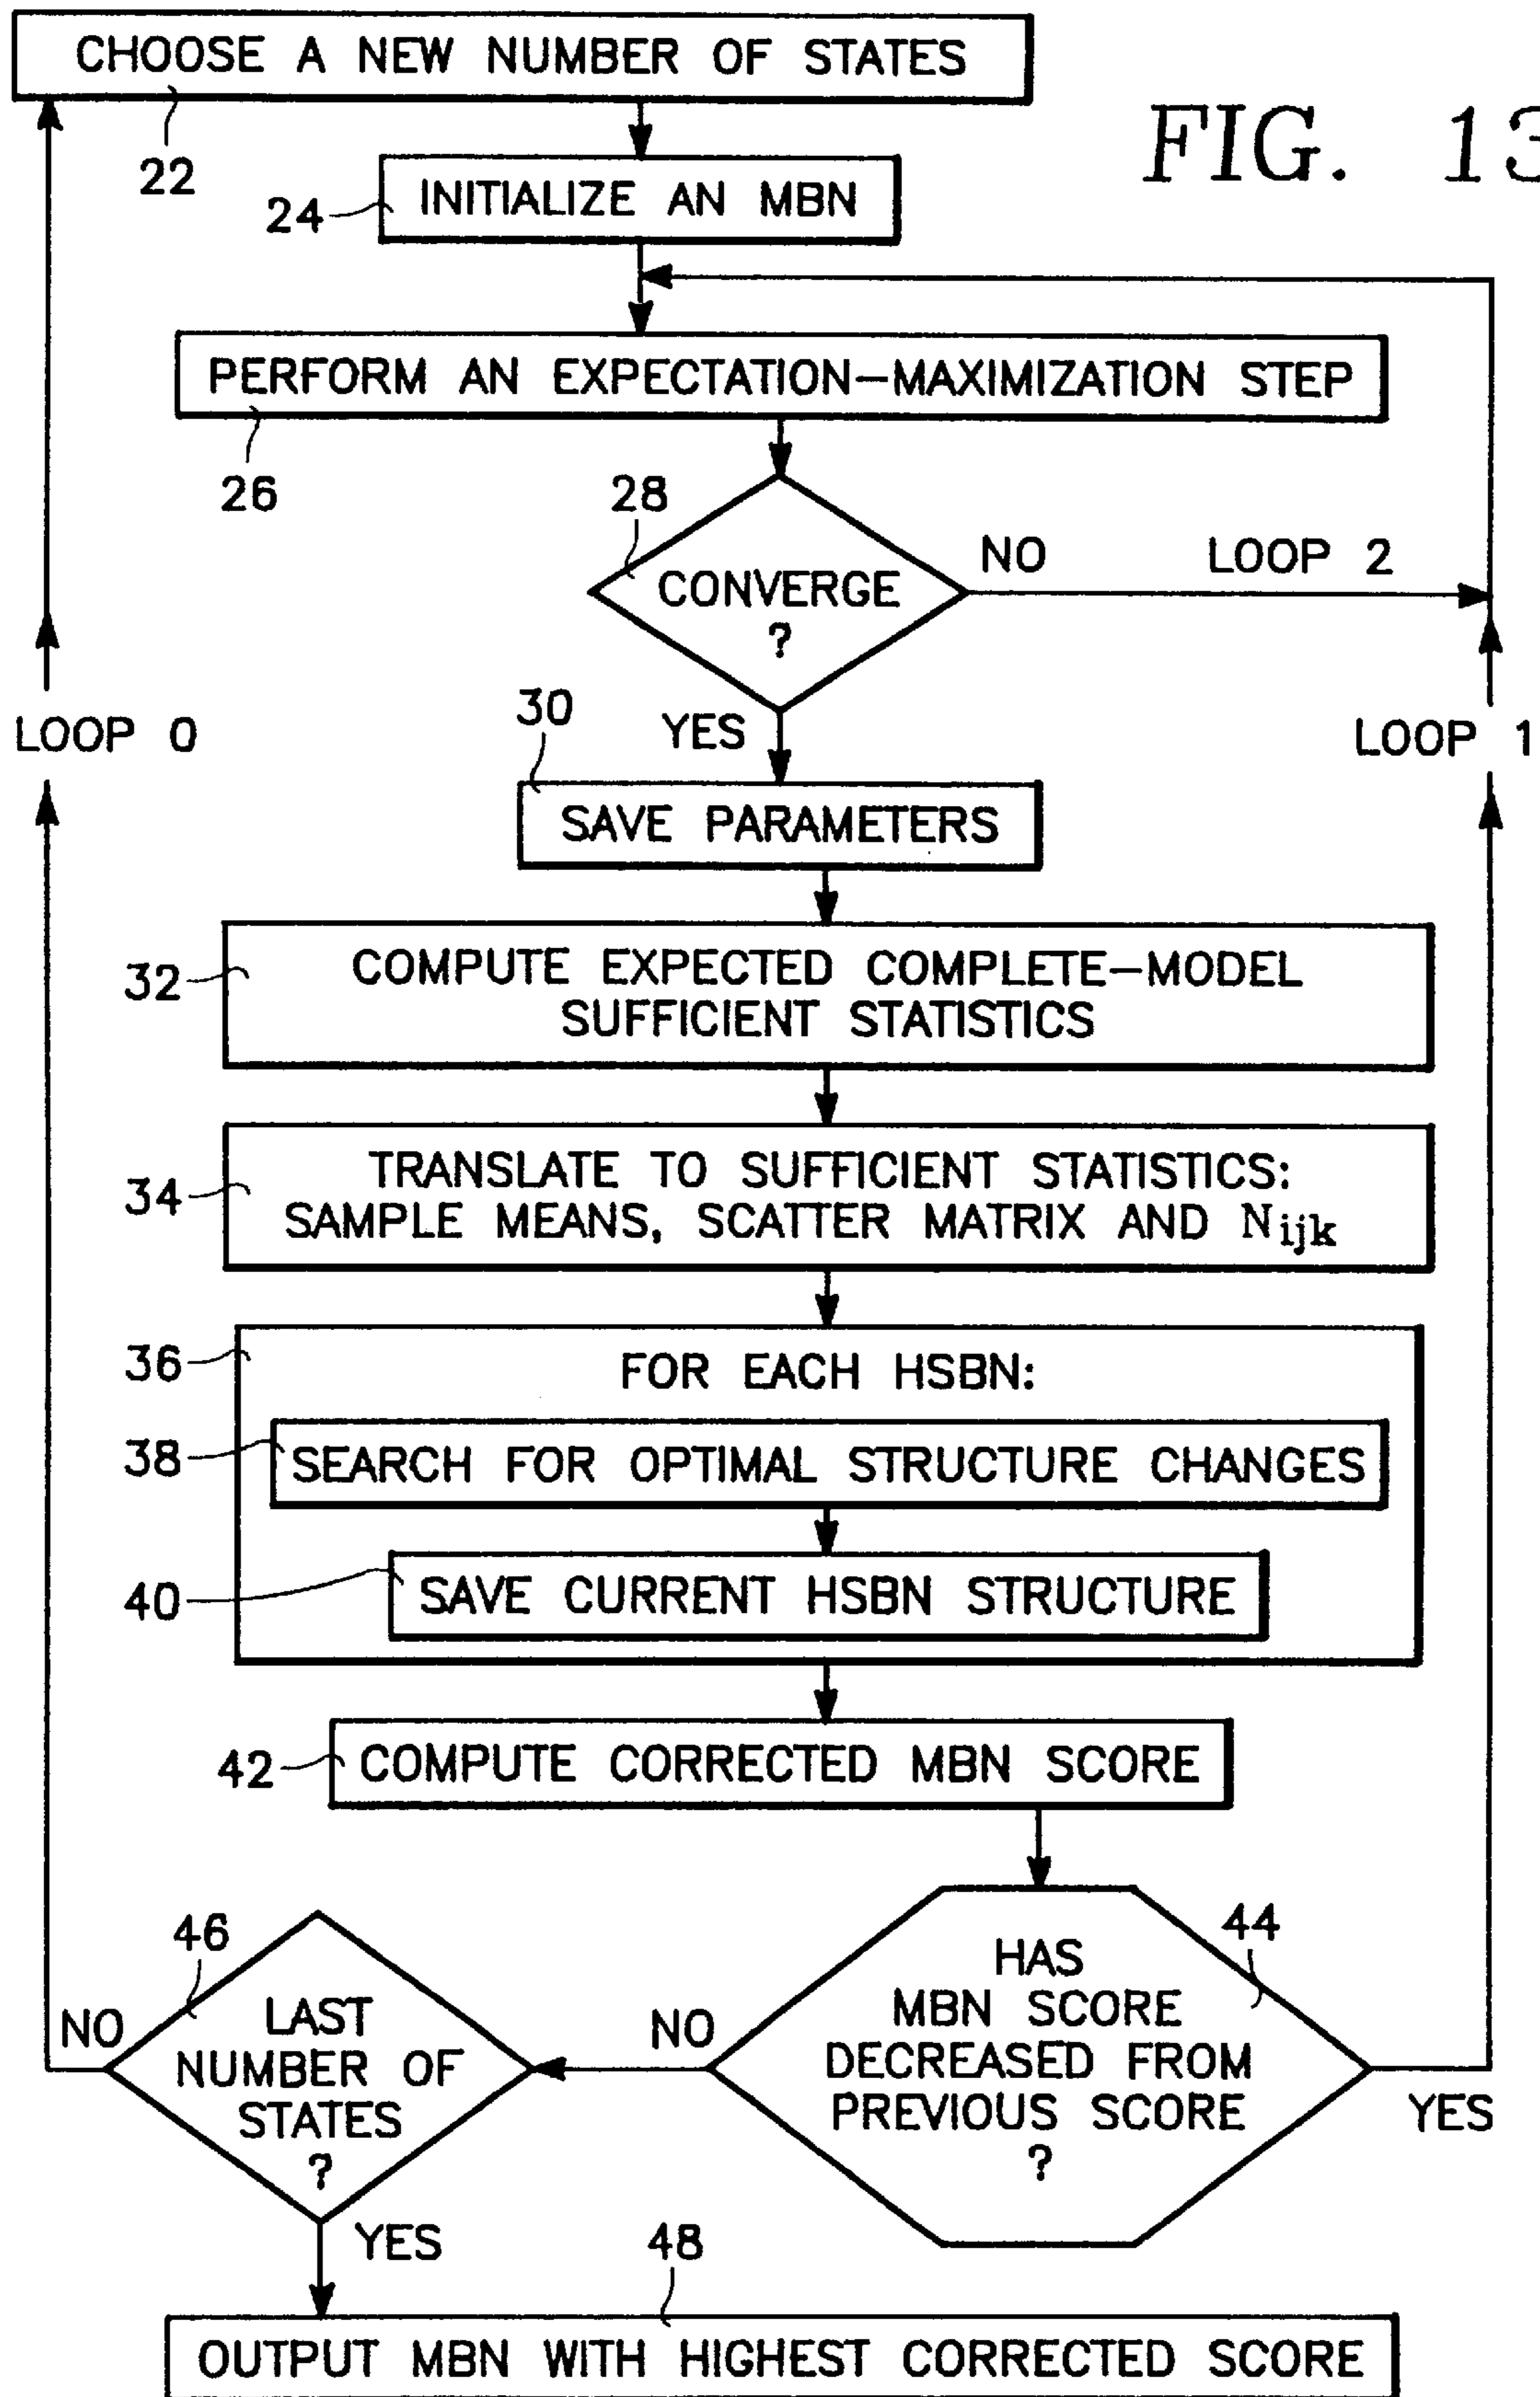 CHOOSE A NEW NUMBER OF STATES
22
FIG. 13
INITIALIZE AN MBN
24
PERFORM AN EXPECTATION-MAXIMIZATION STEP
26
28
CONVERGE
?
NO
LOOP 2
LOOP 0
LOOP 1
YES
30
SAVE PARAMETERS
32
COMPUTE EXPECTED COMPLETE-MODEL
SUFFICIENT STATISTICS
34
TRANSLATE TO SUFFICIENT STATISTICS:
SAMPLE MEANS, SCATTER MATRIX AND Nijk
36
FOR EACH HSBN:
38
SEARCH FOR OPTIMAL STRUCTURE CHANGES
40
SAVE CURRENT HSBN STRUCTURE
42
COMPUTE CORRECTED MBN SCORE
44
HAS
MBN SCORE
DECREASED FROM
PREVIOUS SCORE
?
YES
NO
46
LAST
NUMBER OF
STATES
?
NO
YES
48
OUTPUT MBN WITH HIGHEST CORRECTED SCORE